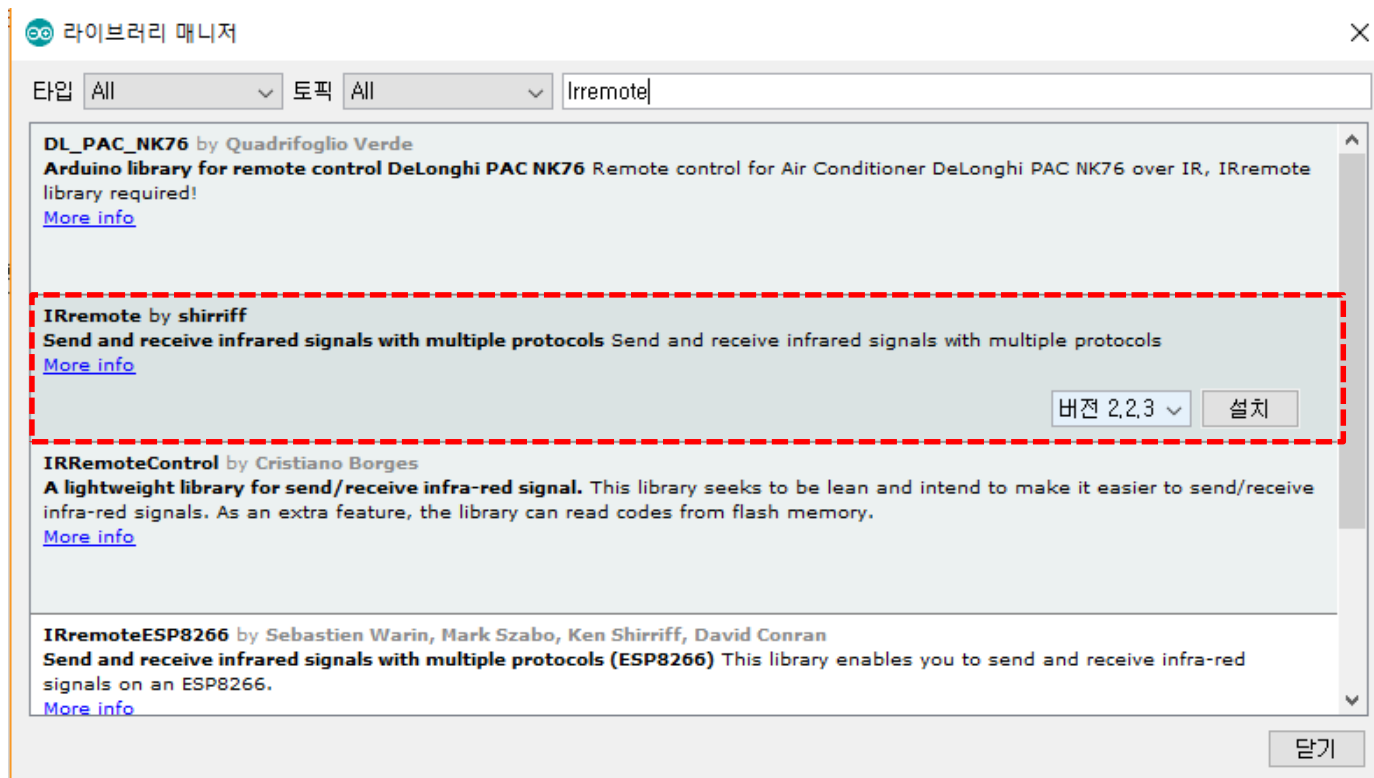 라이브러리 매니저
타입 All 토픽 All Irremote
DL_PAC_NK76 by Quadrifoglio Verde
Arduino library for remote control DeLonghi PAC NK76 Remote control for Air Conditioner DeLonghi PAC NK76 over IR, IRremote
library required!
More info
IRremote by shirriff
Send and receive infrared signals with multiple protocols Send and receive infrared signals with multiple protocols
More info
버전 2,2,3 설치
IRRemoteControl by Cristiano Borges
A lightweight library for send/receive infra-red signal. This library seeks to be lean and intend to make it easier to send/receive
infra-red signals. As an extra feature, the library can read codes from flash memory.
More info
IRremoteESP8266 by Sebastien Warin, Mark Szabo, Ken Shirriff, David Conran
Send and receive infrared signals with multiple protocols (ESP8266) This library enables you to send and receive infra-red
signals on an ESP8266.
More info
닫기